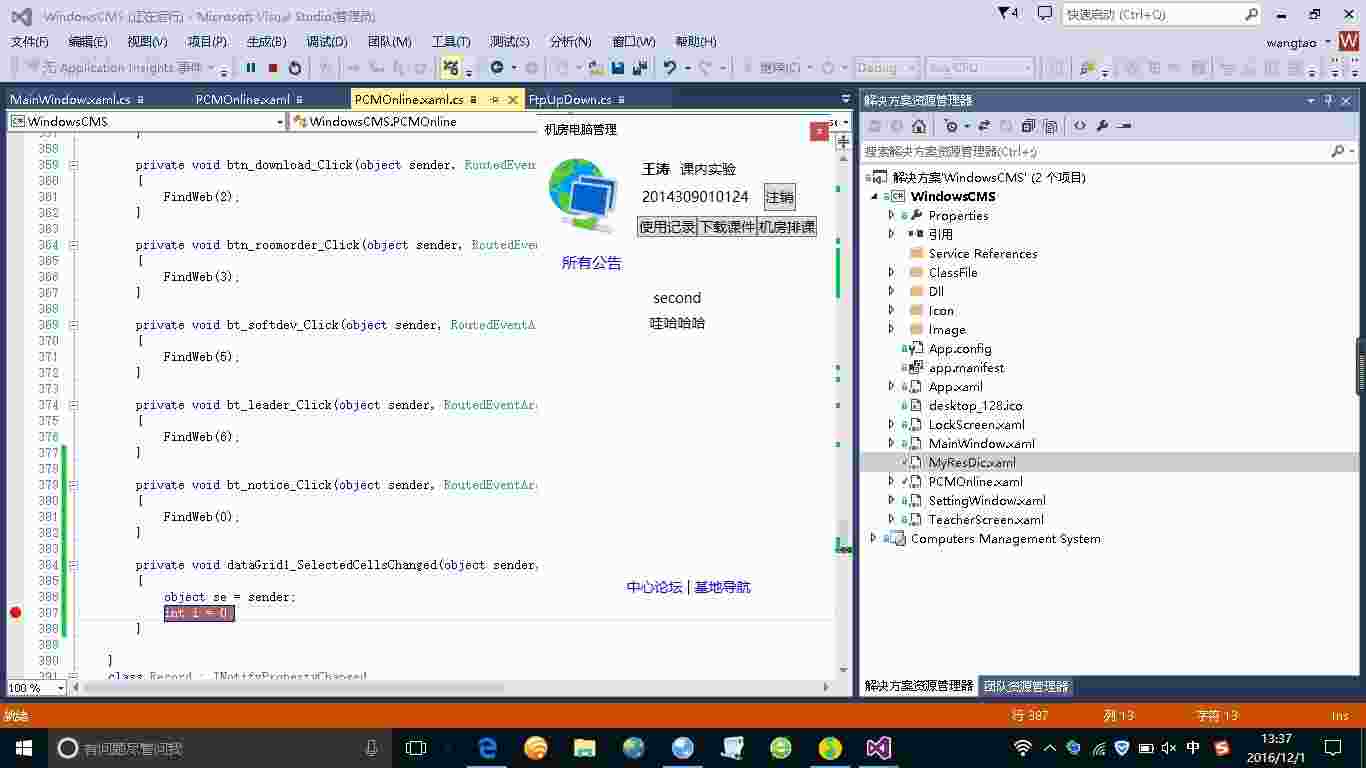 WindowsCMS (正在运行) - Microsoft Visual Studio(管理员)
4
快速启动 (Ctrl+Q)
文件(F) 编辑(E) 视图(V) 项目(P) 生成(B) 调试(D) 团队(M) 工具(T) 测试(S) 分析(N) 窗口(W) 帮助(H)
wangtao
W
无 Application Insights 事件
继续(C)
Debug
Any CPU
MainWindow.xaml.cs
PCMOnline.xaml
PCMOnline.xaml.cs
FtpUpDown.cs
WindowsCMS
WindowsCMS.PCMOnline
357 }
358
359 private void btn_download_Click(object sender, RoutedEven
360 {
361 FindWeb(2);
362 }
363
364 private void btn_roomorder_Click(object sender, RoutedEve
365 {
366 FindWeb(3);
367 }
368
369 private void bt_softdev_Click(object sender, RoutedEventA
370 {
371 FindWeb(5);
372 }
373
374 private void bt_leader_Click(object sender, RoutedEventAr
375 {
376 FindWeb(6);
377 }
378
379 private void bt_notice_Click(object sender, RoutedEventAr
380 {
381 FindWeb(0);
382 }
383
384 private void dataGrid1_SelectedCellsChanged(object sender,
385 {
386 object se = sender;
387 int i = 0
388 }
389
390 }
391 class Record : INotifyPropertyChanged
100 %
机房电脑管理
x
王涛 课内实验
2014309010124
注销
使用记录
下载课件
机房排课
所有公告
second
哇哈哈哈
中心论坛 | 基地导航
解决方案资源管理器
搜索解决方案资源管理器(Ctrl+;)
解决方案'WindowsCMS' (2 个项目)
WindowsCMS
Properties
引用
Service References
ClassFile
Dll
Icon
Image
App.config
app.manifest
App.xaml
desktop_128.ico
LockScreen.xaml
MainWindow.xaml
MyResDic.xaml
PCMOnline.xaml
SettingWindow.xaml
TeacherScreen.xaml
Computers Management System
解决方案资源管理器
团队资源管理器
就绪
行 387
列 13
字符 13
Ins
有问题尽管问我
中
13:37
2016/12/1